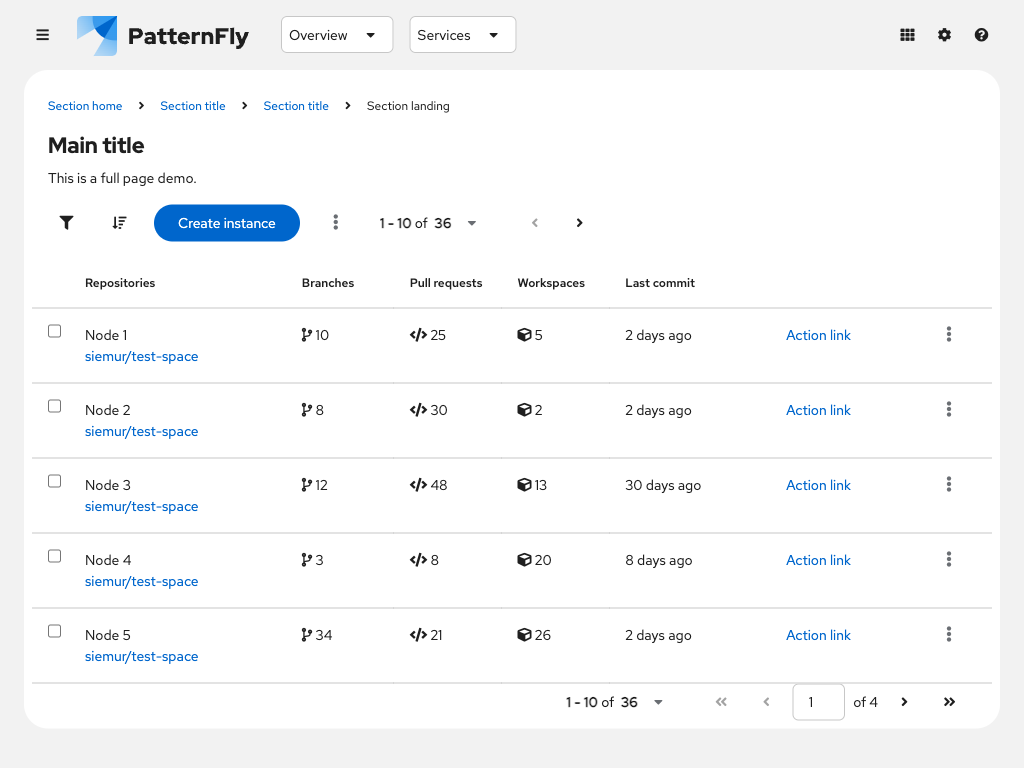 PatternFly Overview Services
Section home Section title Section title Section landing
Main title
This is a full page demo.
Create instance 1 - 10 of 36
Repositories Branches Pull requests Workspaces Last commit
Node 1 10 25 5 2 days ago Action link
siemur/test-space
Node 2 8 30 2 2 days ago Action link
siemur/test-space
Node 3 12 48 13 30 days ago Action link
siemur/test-space
Node 4 3 8 20 8 days ago Action link
siemur/test-space
Node 5 34 21 26 2 days ago Action link
siemur/test-space
1 - 10 of 36 1 of 4